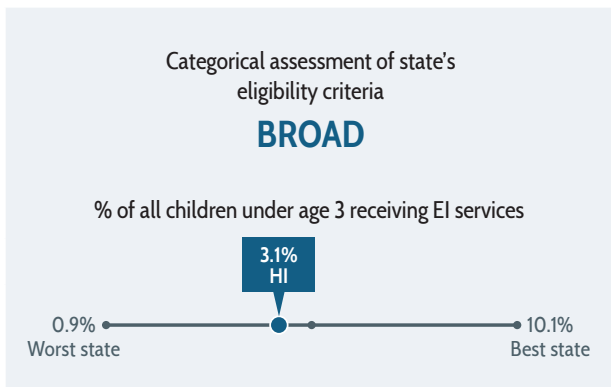 Categorical assessment of state's
eligibility criteria
BROAD
% of all children under age 3 receiving EI services
3.1%
HI
0.9%
10.1%
Worst state
Best state